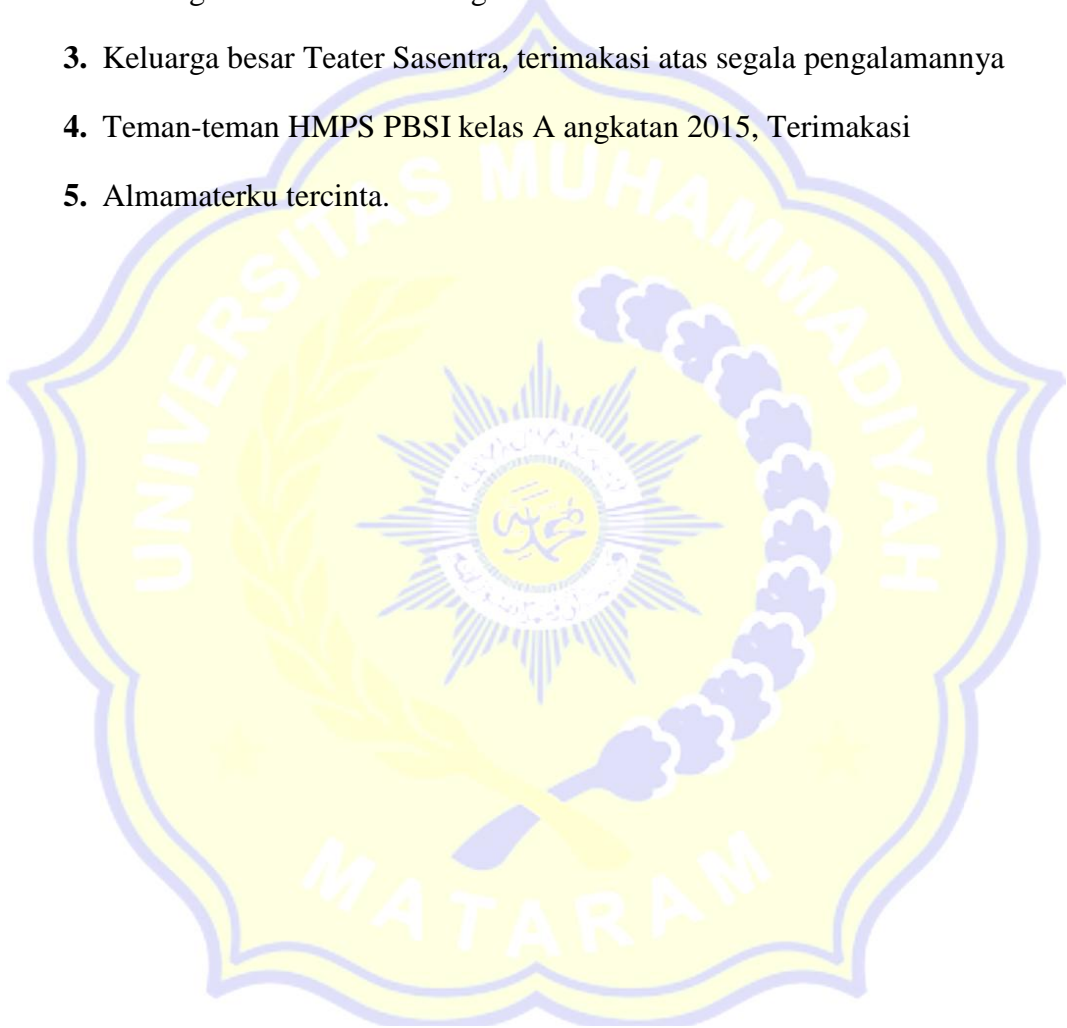 3. Keluarga besar Teater Sasentra, terimakasi atas segala pengalamannya
4. Teman-teman HMPS PBSI kelas A angkatan 2015, Terimakasi
5. Almamaterku tercinta.
UNIVERSITAS MUHAMMADIYAH
MATARAM